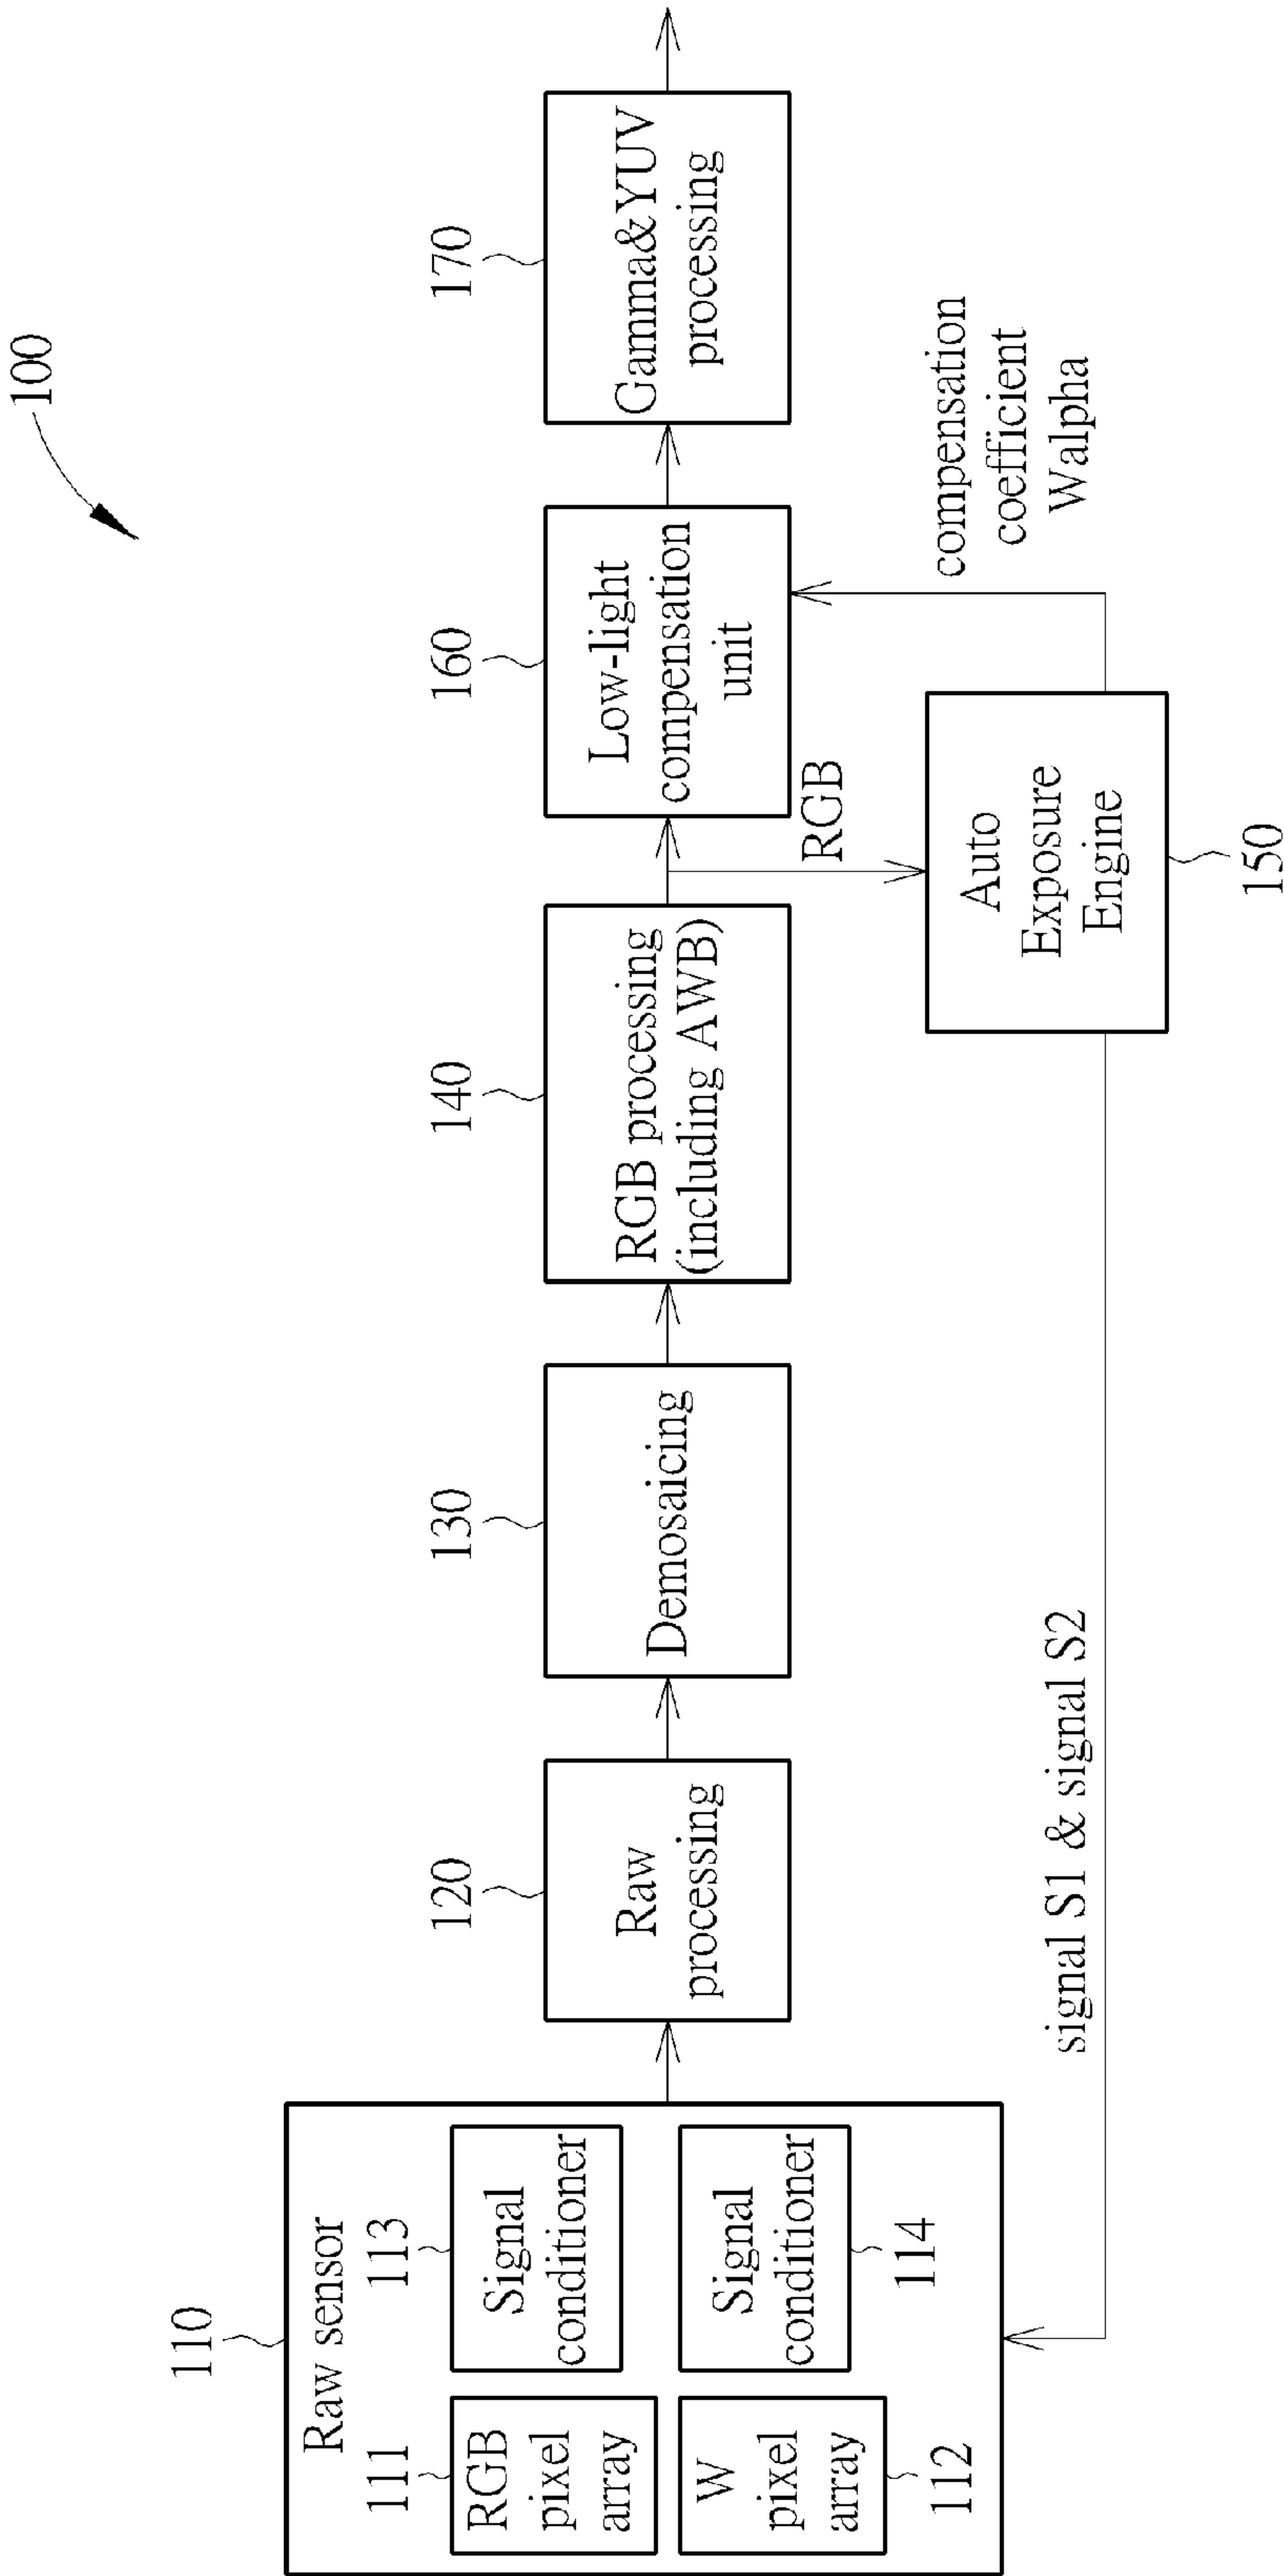 100
110
Raw sensor
111
RGB
pixel
array
113
Signal
conditioner
W
pixel
array
112
Signal
conditioner
114
120
Raw
processing
130
Demosaicing
140
RGB processing
(including AWB)
160
Low-light
compensation
unit
170
Gamma&YUV
processing
RGB
compensation
coefficient
Walpha
Auto
Exposure
Engine
150
signal S1 & signal S2